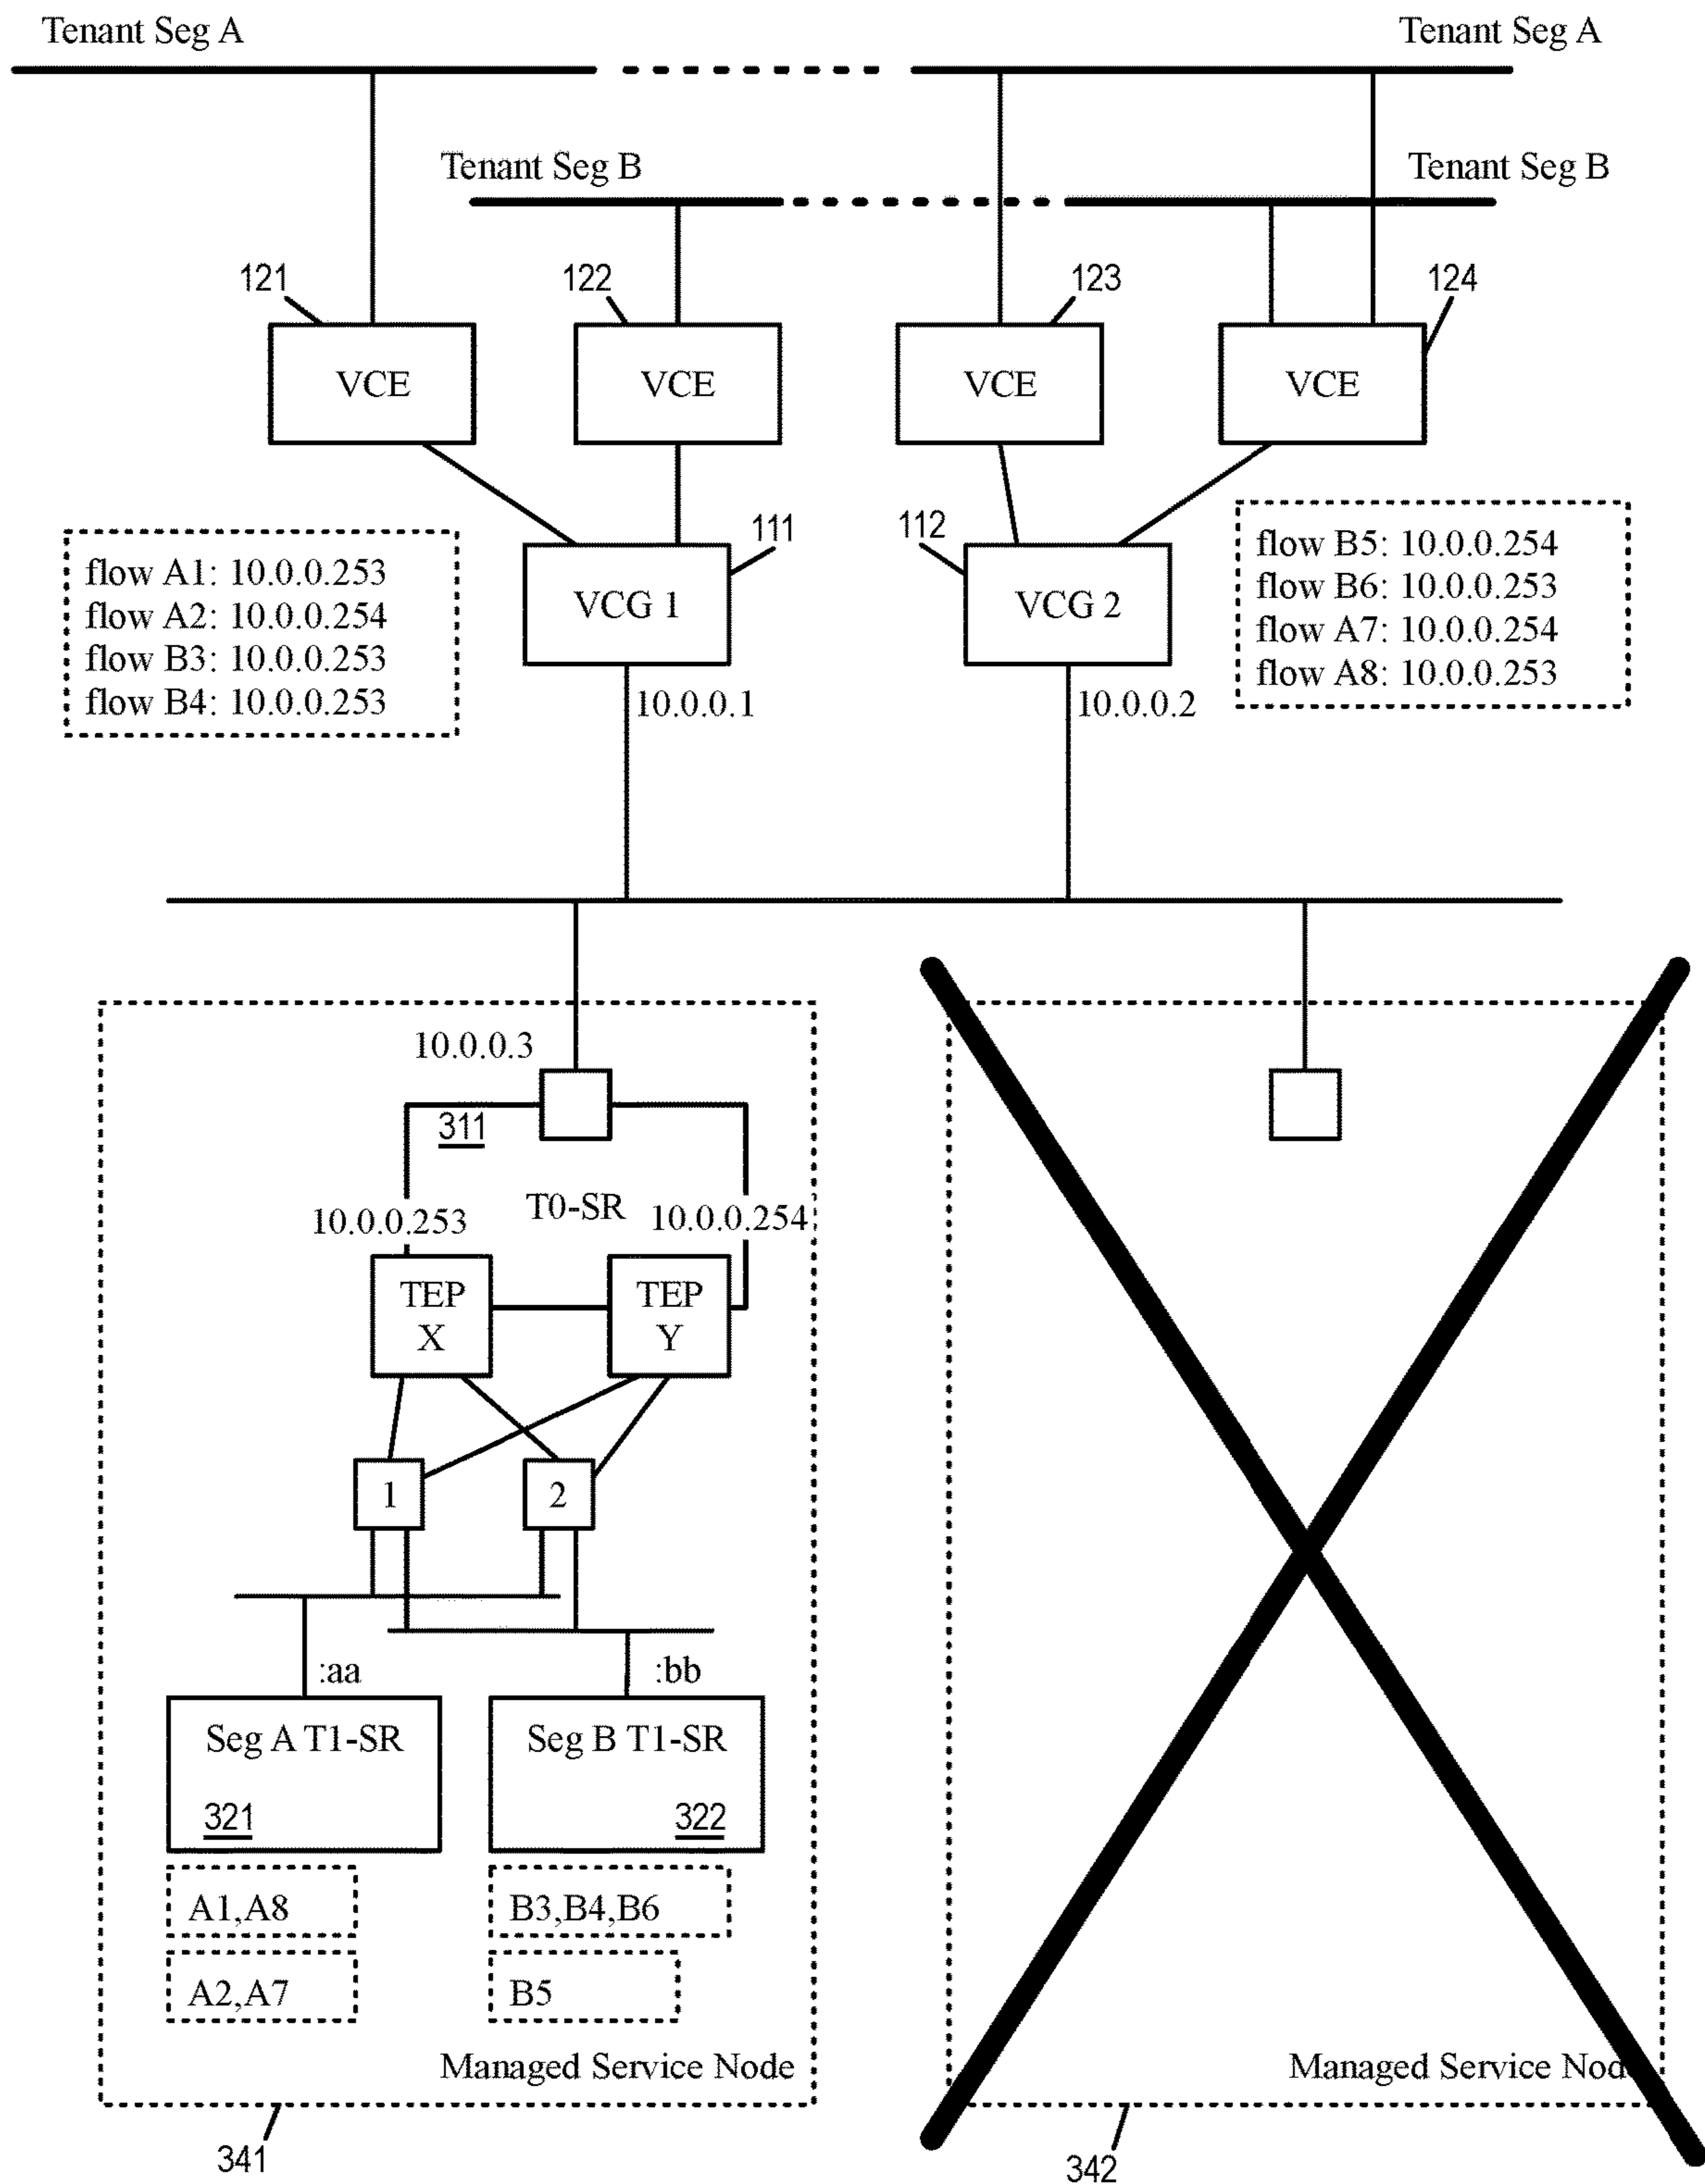 Tenant Seg A
Tenant Seg A
Tenant Seg B
Tenant Seg B
121
122
123
124
VCE
VCE
VCE
VCE
flow A1: 10.0.0.253
flow A2: 10.0.0.254
flow B3: 10.0.0.253
flow B4: 10.0.0.253
111
112
VCG 1
VCG 2
flow B5: 10.0.0.254
flow B6: 10.0.0.253
flow A7: 10.0.0.254
flow A8: 10.0.0.253
10.0.0.1
10.0.0.2
10.0.0.3
311
T0-SR
10.0.0.253
10.0.0.254
TEP
X
TEP
Y
1
2
:aa
:bb
Seg A T1-SR
321
Seg B T1-SR
322
A1,A8
B3,B4,B6
A2,A7
B5
Managed Service Node
Managed Service Node
341
342